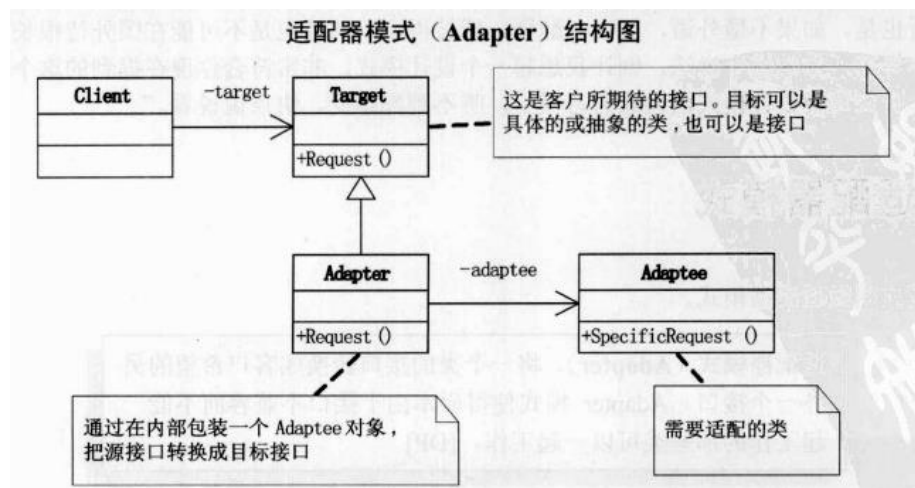 适配器模式（Adapter）结构图
Client
-target
Target
+Request()
这是客户所期待的接口。目标可以是
具体的或抽象的类,也可以是接口
Adapter
+Request()
-adaptee
Adaptee
+SpecificRequest ()
通过在内部包装一个 Adaptee 对象,
把源接口转换成目标接口
需要适配的类